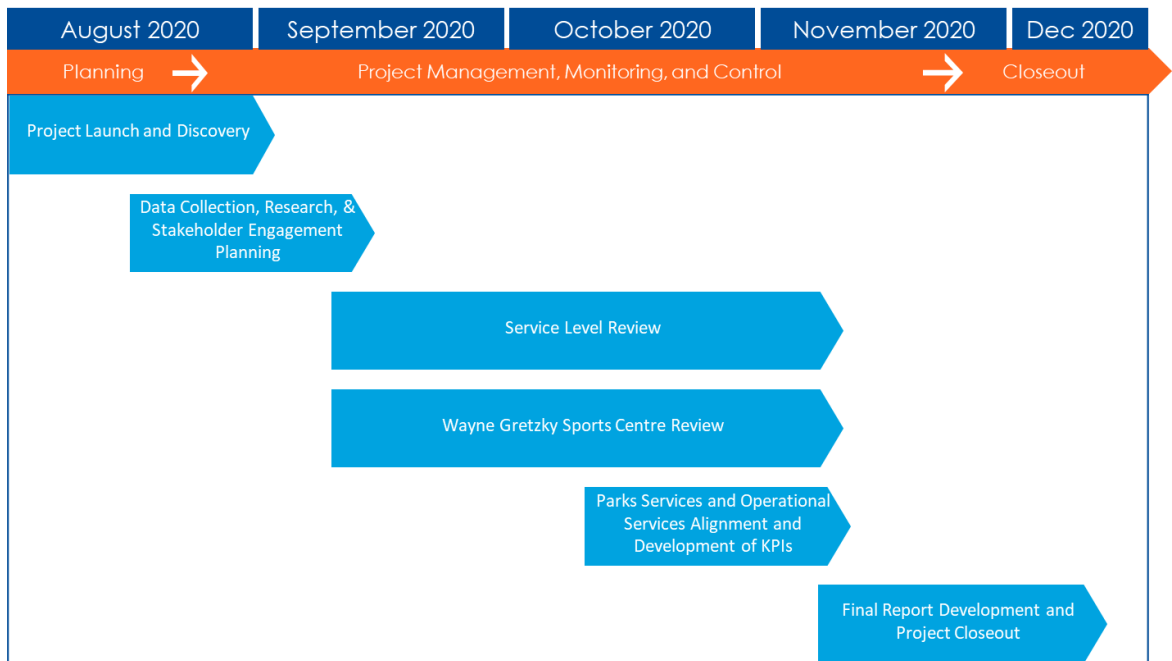 August 2020
September 2020
October 2020
November 2020
Dec 2020
Planning
Project Management, Monitoring, and Control
Closeout
Project Launch and Discovery
Data Collection, Research, &
Stakeholder Engagement
Planning
Service Level Review
Wayne Gretzky Sports Centre Review
Parks Services and Operational
Services Alignment and
Development of KPIs
Final Report Development and
Project Closeout